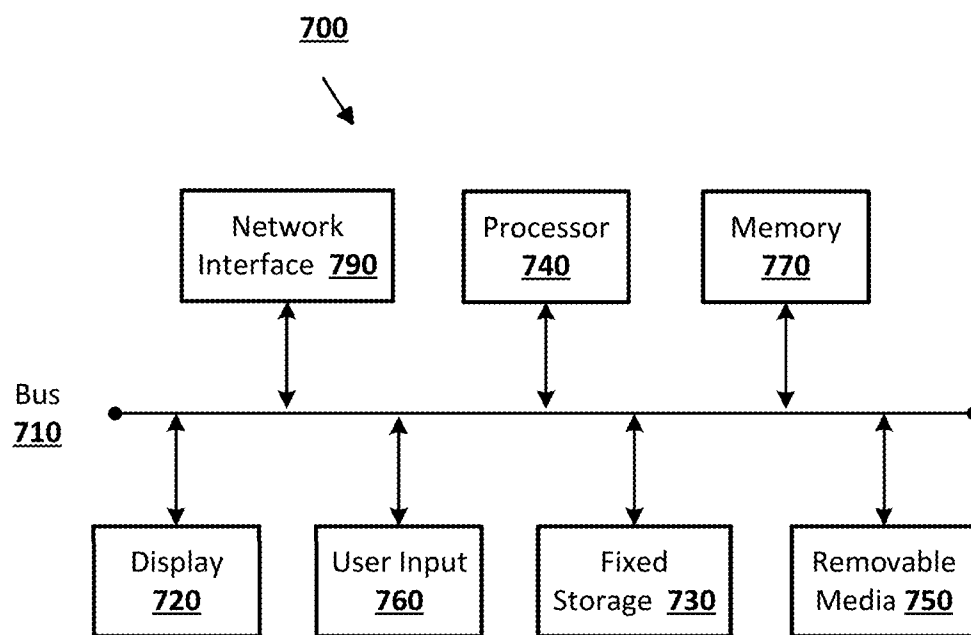 700
Network
Interface 790
Processor
740
Memory
770
Bus
710
Display
720
User Input
760
Fixed
Storage 730
Removable
Media 750